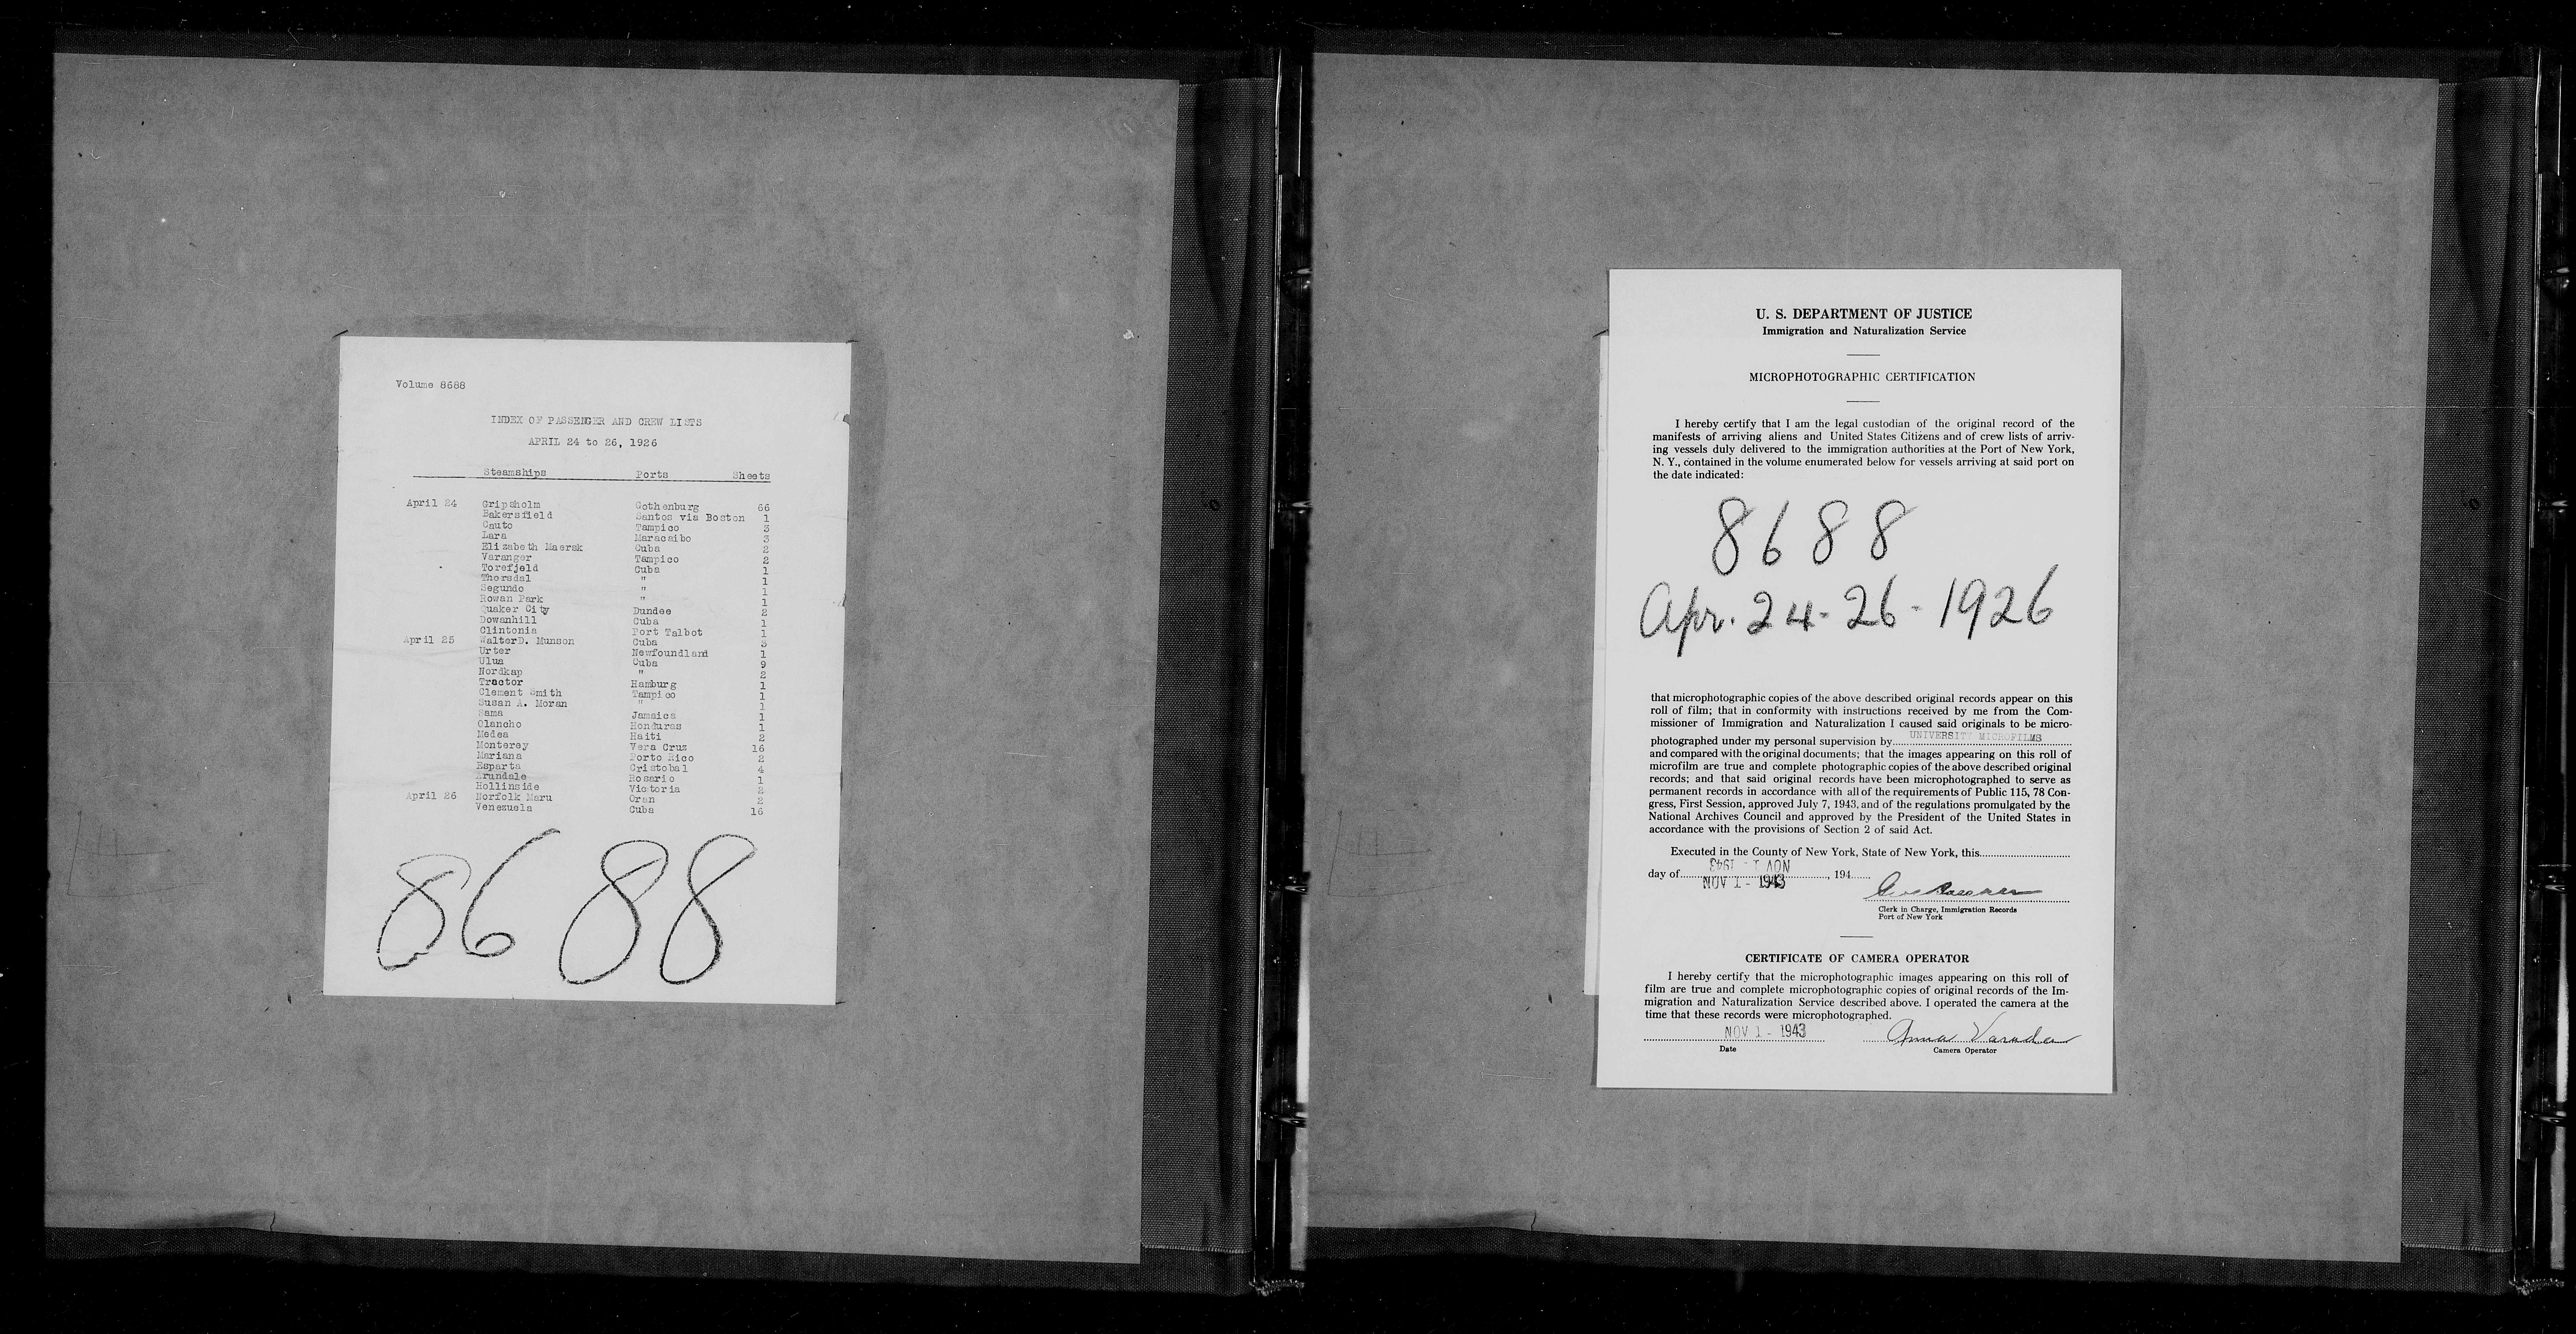 Volume 8688
INDEX OF PASSENGER AND CREW LISTS
APRIL 24 to 26, 1926
Steamships Ports Sheets
April 24 Gripsholm Gothenburg 66
Bakersfield Santos via Boston 1
Cauto Tampico 3
Lara Maracaibo 3
Elizabeth Maersk Cuba 2
Varanger Tampico 2
Torefjeld Cuba 1
Thorsdal " 1
Segundo " 1
Rowan Park " 1
Quaker City Dundee 2
Dowanhill Cuba 1
Clintonia Port Talbot 1
April 25 WalterD. Munson Cuba 3
Urter Newfoundland 1
Ulua Cuba 9
Nordkap " 2
Tractor Hamburg 1
Clement Smith Tampico 1
Susan A. Moran " 1
Sama Jamaica 1
Olancho Honduras 1
Medea Haiti 2
Monterey Vera Cruz 16
Mariana Porto Rico 2
Esparta Cristobal 4
Arundale Rosario 1
Hollinside Victoria 2
April 26 Norfolk Maru Oran 2
Venezuela Cuba 16
8688
U. S. DEPARTMENT OF JUSTICE
Immigration and Naturalization Service
MICROPHOTOGRAPHIC CERTIFICATION
I hereby certify that I am the legal custodian of the original record of the
manifests of arriving aliens and United States Citizens and of crew lists of arriv-
ing vessels duly delivered to the immigration authorities at the Port of New York,
N. Y., contained in the volume enumerated below for vessels arriving at said port on
the date indicated:
8688
Apr. 24-26-1926
that microphotographic copies of the above described original records appear on this
roll of film; that in conformity with instructions received by me from the Com-
missioner of Immigration and Naturalization I caused said originals to be micro-
photographed under my personal supervision by UNIVERSITY MICROFILMS
and compared with the original documents; that the images appearing on this roll of
microfilm are true and complete photographic copies of the above described original
records; and that said original records have been microphotographed to serve as
permanent records in accordance with all of the requirements of Public 115, 78 Con-
gress, First Session, approved July 7, 1943, and of the regulations promulgated by the
National Archives Council and approved by the President of the United States in
accordance with the provisions of Section 2 of said Act.
Executed in the County of New York, State of New York, this
NOV 1 - 1943
day of , 194
NOV 1 - 1943
Clerk in Charge, Immigration Records
Port of New York
CERTIFICATE OF CAMERA OPERATOR
I hereby certify that the microphotographic images appearing on this roll of
film are true and complete microphotographic copies of original records of the Im-
migration and Naturalization Service described above. I operated the camera at the
time that these records were microphotographed.
NOV 1 - 1943 Anna
Date Camera Operator